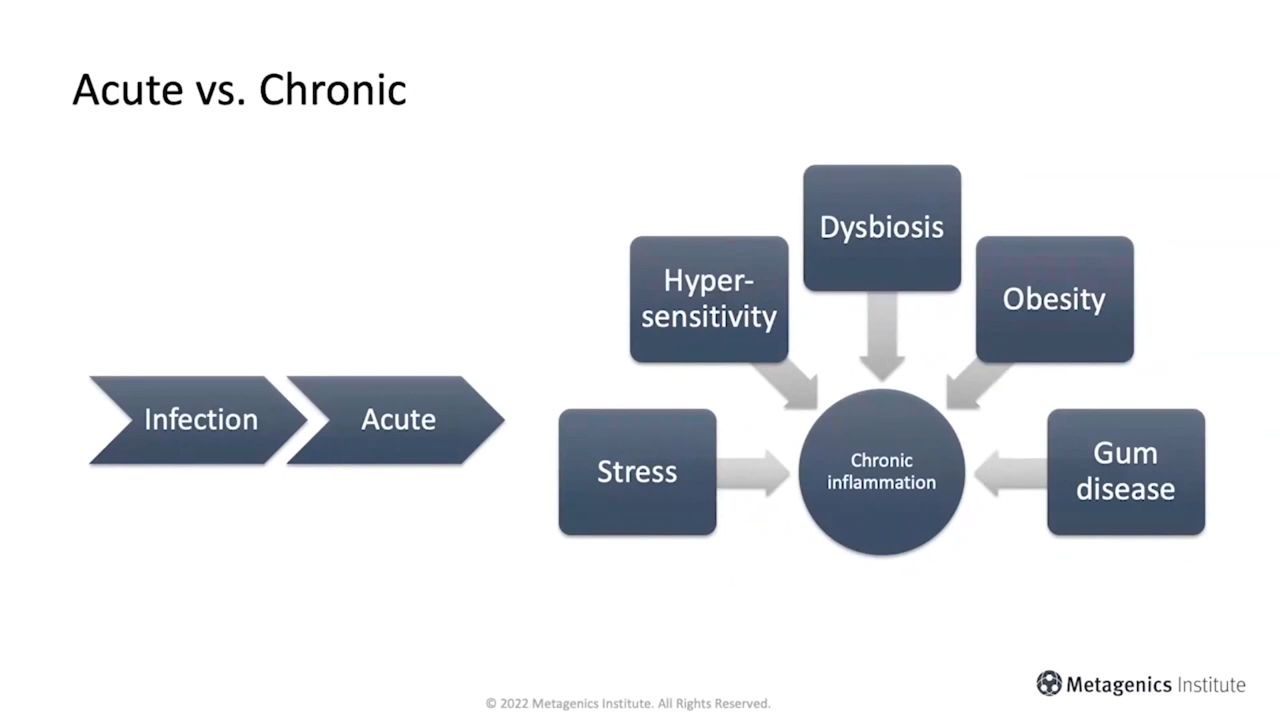 Acute vs. Chronic
Infection
Acute
Stress
Hyper-
sensitivity
Dysbiosis
Obesity
Gum
disease
Chronic
inflammation
© 2022 Metagenics Institute. All Rights Reserved.
Metagenics Institute